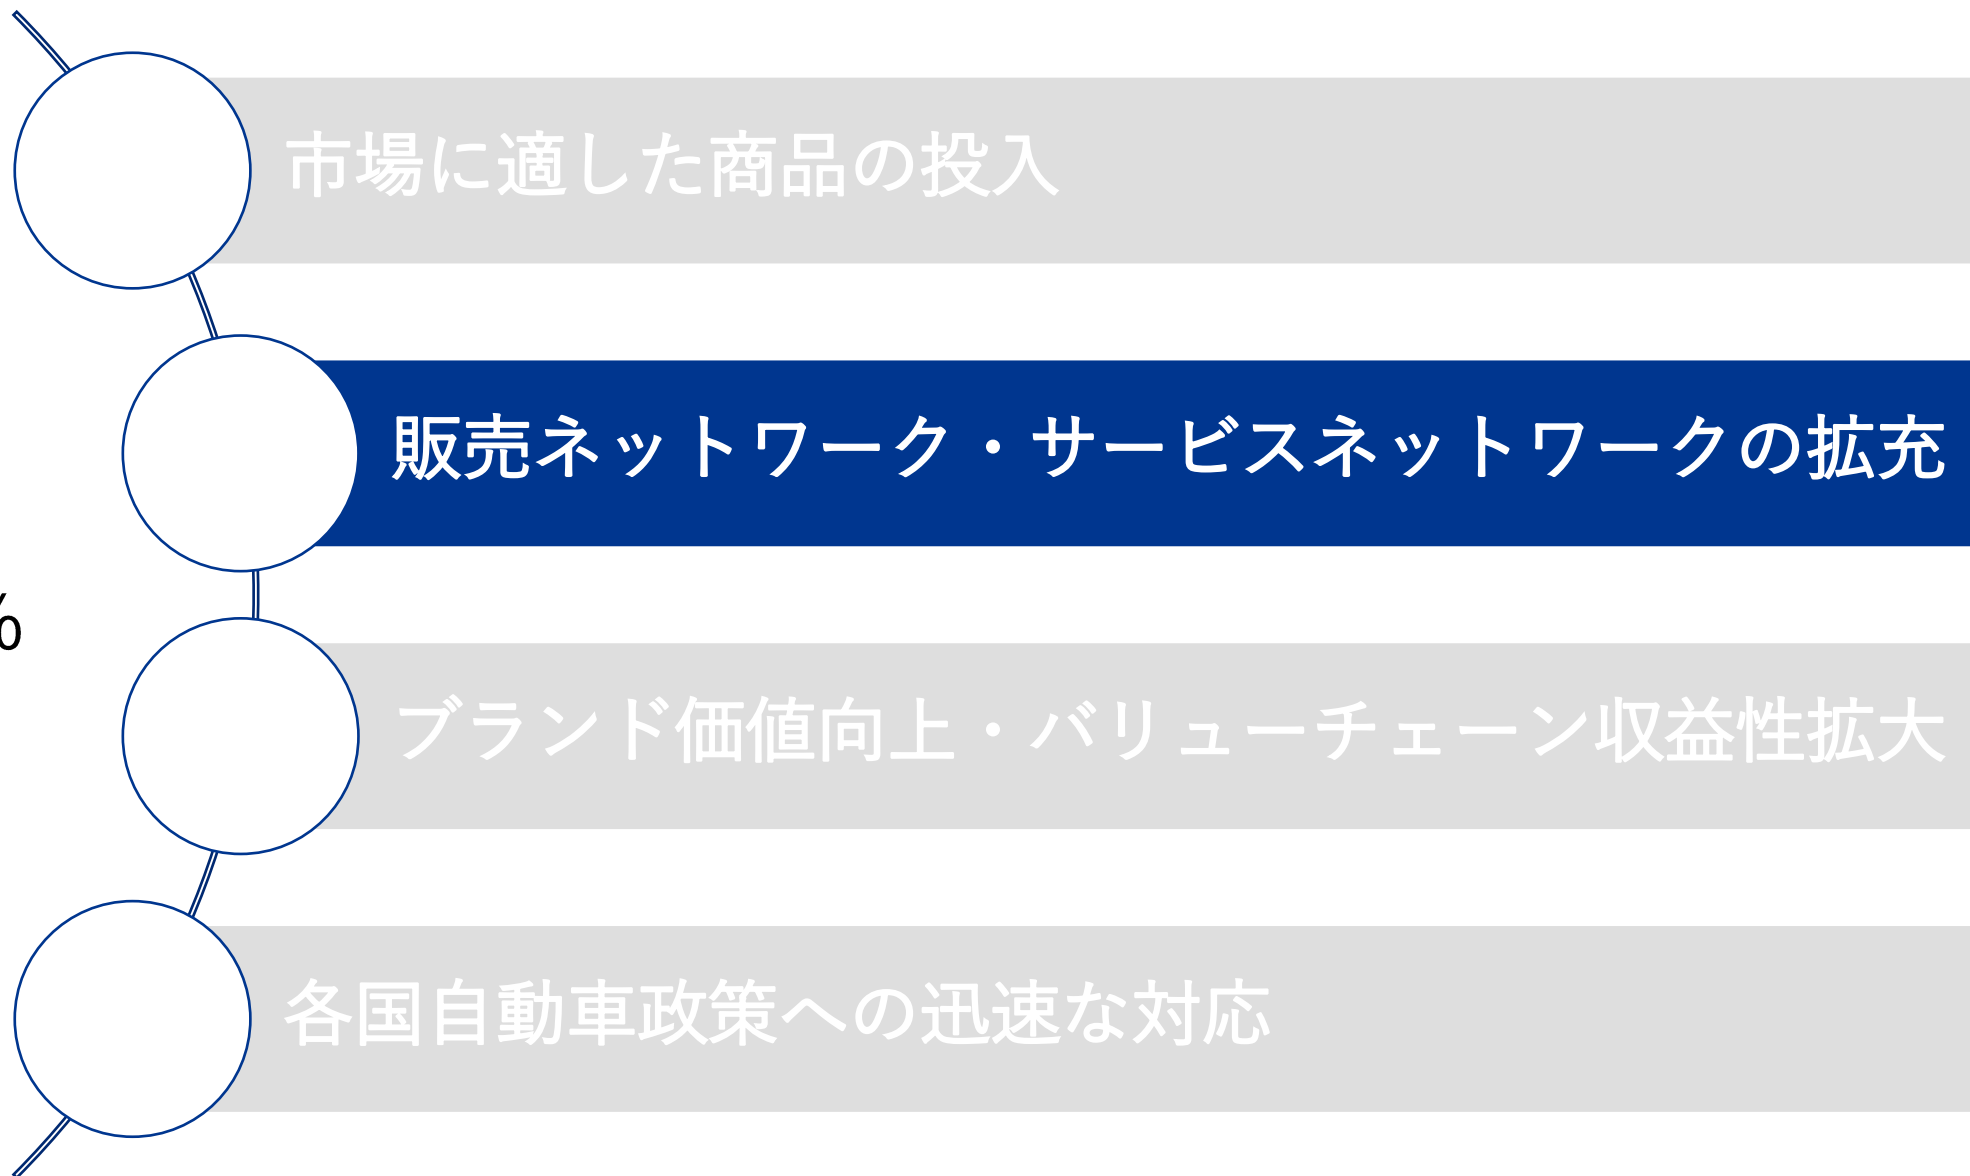 市場に適した商品の投入
販売ネットワーク・サービスネットワークの拡充
%
ブランド価値向上・バリューチェーン収益性拡大
各国自動車政策への迅速な対応